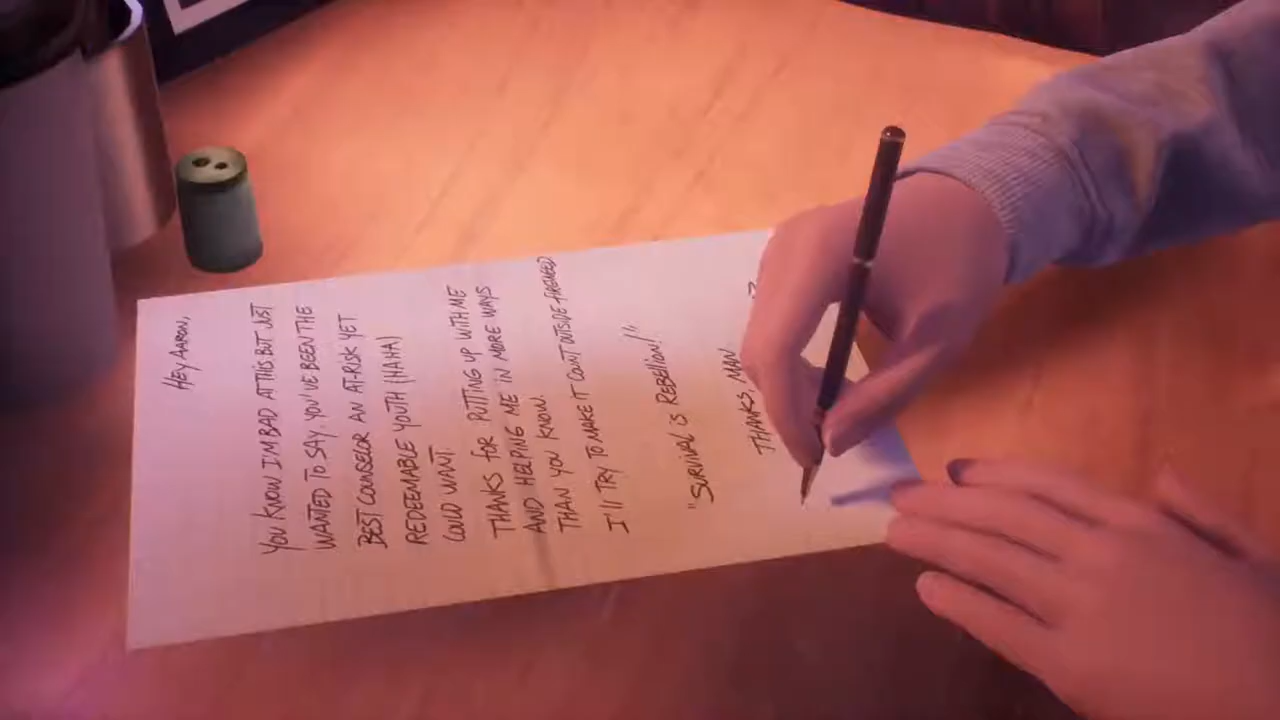 HEY AARON,
YOU KNOW I'M BAD AT THIS BUT JUST
WANTED TO SAY, YOU'VE BEEN THE
BEST COUNSELOR AN AT-RISK YET
REDEEMABLE YOUTH (HAHA)
COULD WANT
THANKS FOR PUTTING UP WITH ME
AND HELPING ME IN MORE WAYS
THAN YOU KNOW.
I'LL TRY TO MAKE IT COUNT OUTSIDE
"SURVIVAL IS REBELLION!"
THANKS, MAN